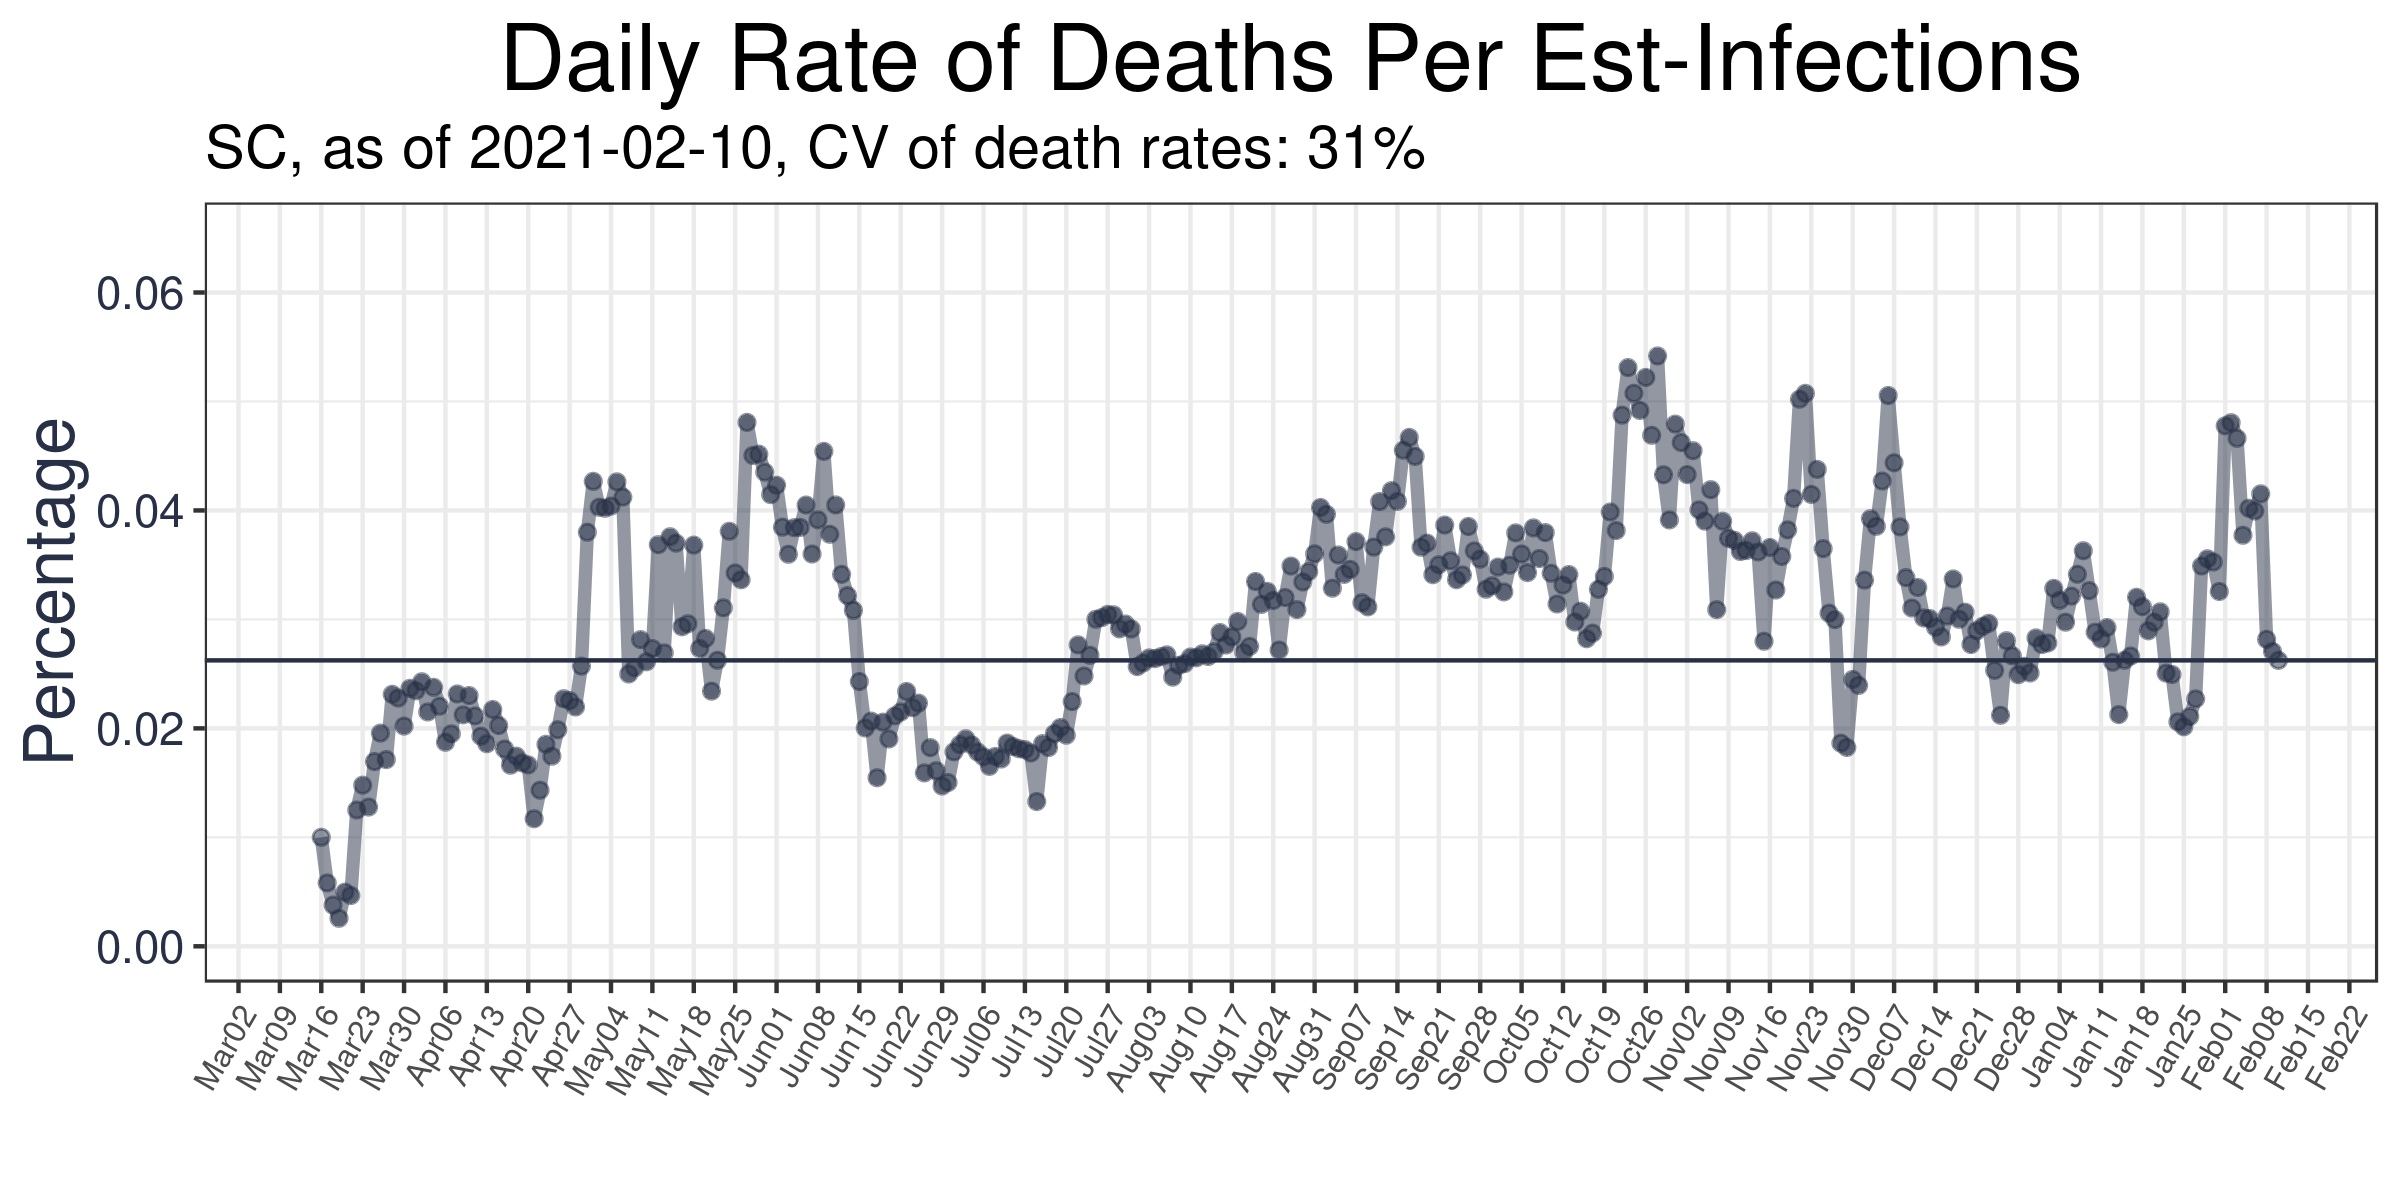 Daily Rate of Deaths Per Est-Infections
SC, as of 2021-02-10, CV of death rates: 31%
Percentage
0.06
0.04
0.02
0.00
Mar02
Mar09
Mar16
Mar23
Mar30
Apr06
Apr13
Apr20
Apr27
May04
May11
May18
May25
Jun01
Jun08
Jun15
Jun22
Jun29
Jul06
Jul13
Jul20
Jul27
Aug03
Aug10
Aug17
Aug24
Aug31
Sep07
Sep14
Sep21
Sep28
Oct05
Oct12
Oct19
Oct26
Nov02
Nov09
Nov16
Nov23
Nov30
Dec07
Dec14
Dec21
Dec28
Jan04
Jan11
Jan18
Jan25
Feb01
Feb08
Feb15
Feb22